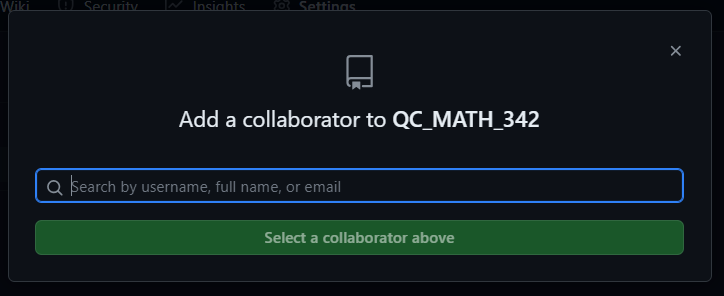 Wiki Security Insights Settings
Add a collaborator to QC_MATH_342
Search by username, full name, or email
Select a collaborator above